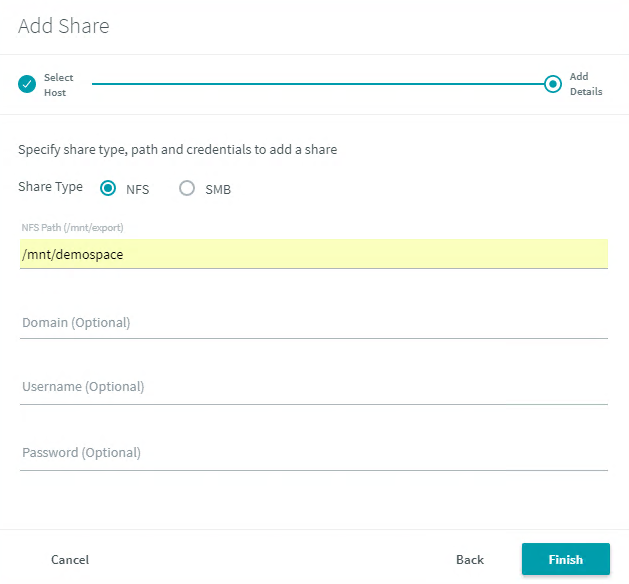 Add Share
Select
Host
Add
Details
Specify share type, path and credentials to add a share
Share Type NFS SMB
NFS Path (/mnt/export)
/mnt/demospace
Domain (Optional)
Username (Optional)
Password (Optional)
Cancel Back Finish